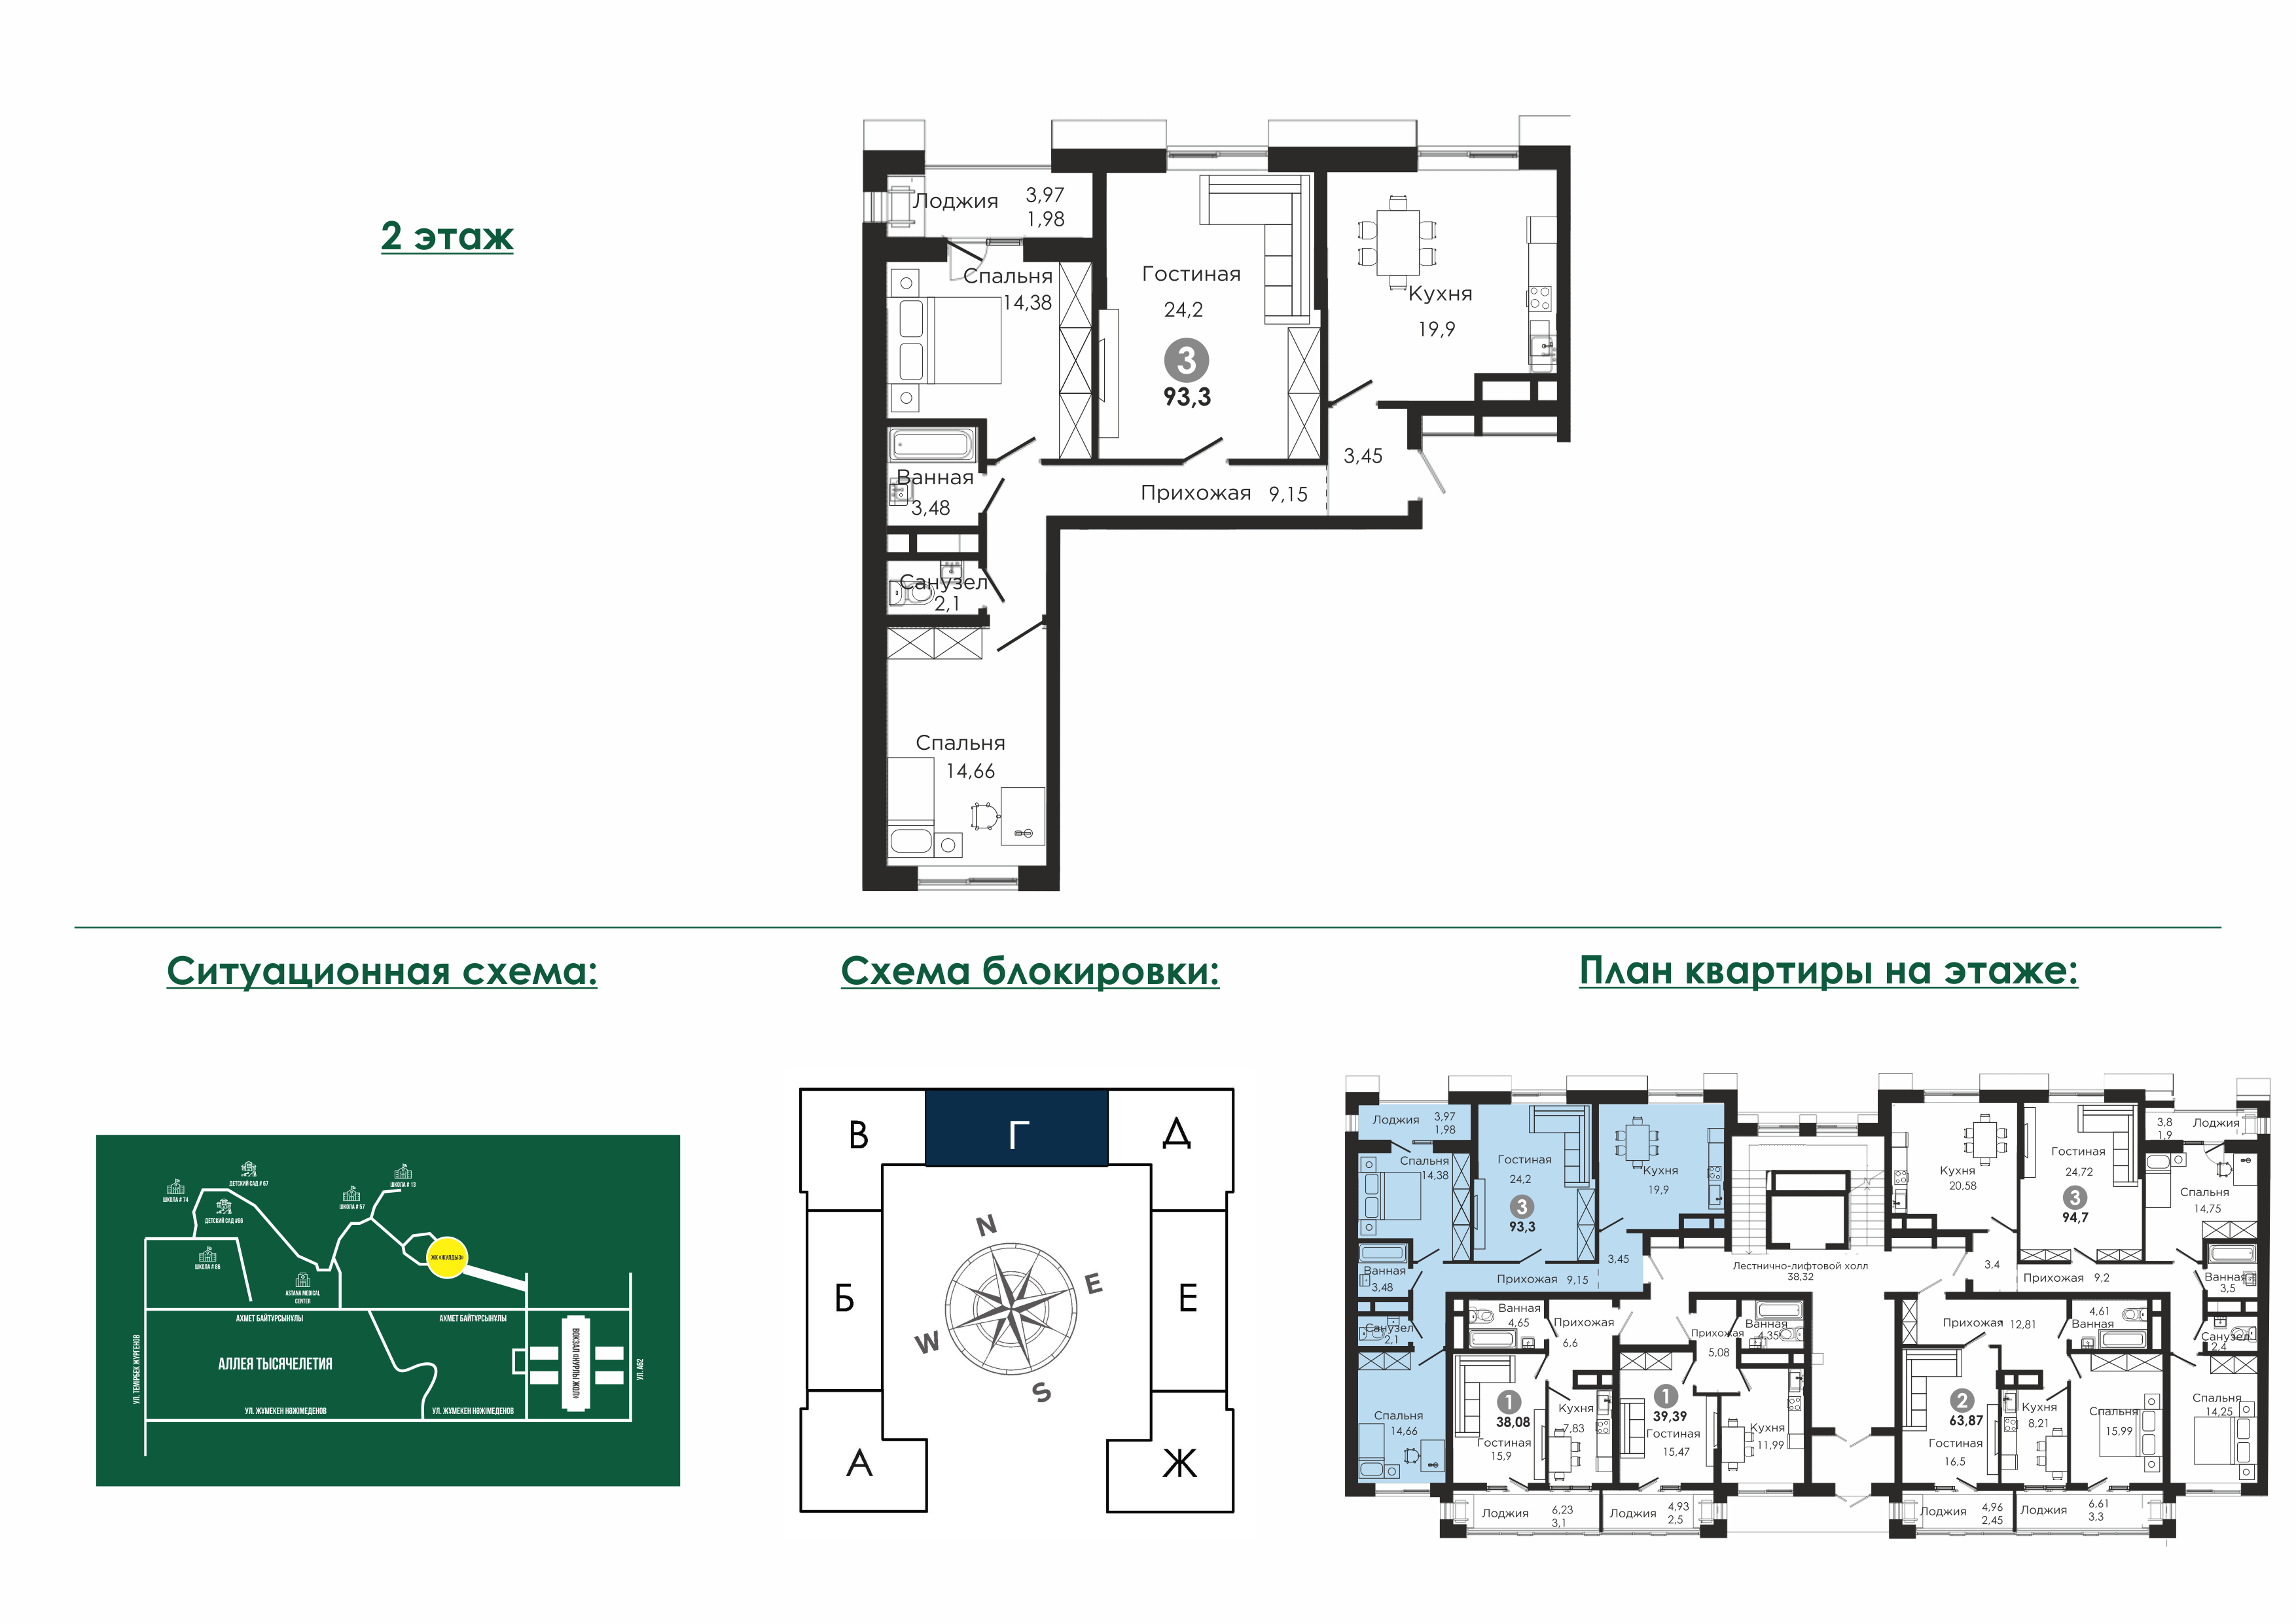 2 этаж
Лоджия 3,97
1,98
Спальня
14,38
Гостиная
24,2
3
93,3
Кухня
19,9
3,45
Ванная
3,48
Прихожая 9,15
Санузел
2,1
Спальня
14,66
Ситуационная схема:
Схема блокировки:
План квартиры на этаже:
ШКОЛА # 74
ДЕТСКИЙ САД # 67
ДЕТСКИЙ САД #66
ШКОЛА # 57
ШКОЛА # 13
ШКОЛА # 86
ЖК «ЖУЛДЫЗ»
ASTANA MEDICAL
CENTER
АХМЕТ БАЙТҰРСЫНҰЛЫ
АХМЕТ БАЙТҰРСЫНҰЛЫ
УЛ. ТЕМІРБЕК ЖҮРГЕНОВ
АЛЛЕЯ ТЫСЯЧЕЛЕТИЯ
ВОКЗАЛ «НУРЛЫ ЖОЛ»
УЛ. А62
УЛ. ЖҰМЕКЕН НӘЖІМЕДЕНОВ
УЛ. ЖҰМЕКЕН НӘЖІМЕДЕНОВ
В
Г
Д
Б
Е
А
Ж
N
E
W
S
Лоджия 3,97
1,98
Спальня
14,38
Гостиная
24,2
3
93,3
Кухня
19,9
3,45
Ванная
3,48
Прихожая 9,15
Санузел
2,1
Спальня
14,66
Лестнично-лифтовой холл
38,32
Кухня
20,58
Гостиная
24,72
3
94,7
3,8
1,9
Лоджия
Спальня
14,75
3,4
Прихожая 9,2
Ванная
3,5
Санузел
2,4
Спальня
14,25
Ванная
4,65
Прихожая
6,6
1
38,08
Гостиная
15,9
Кухня
7,83
Лоджия 6,23
3,1
Прихожая
5,08
Ванная
4,35
1
39,39
Гостиная
15,47
Кухня
11,99
Лоджия 4,93
2,5
Прихожая 12,81
4,61
Ванная
2
63,87
Гостиная
16,5
Кухня
8,21
Спальня
15,99
Лоджия 4,96
2,45
Лоджия 6,61
3,3